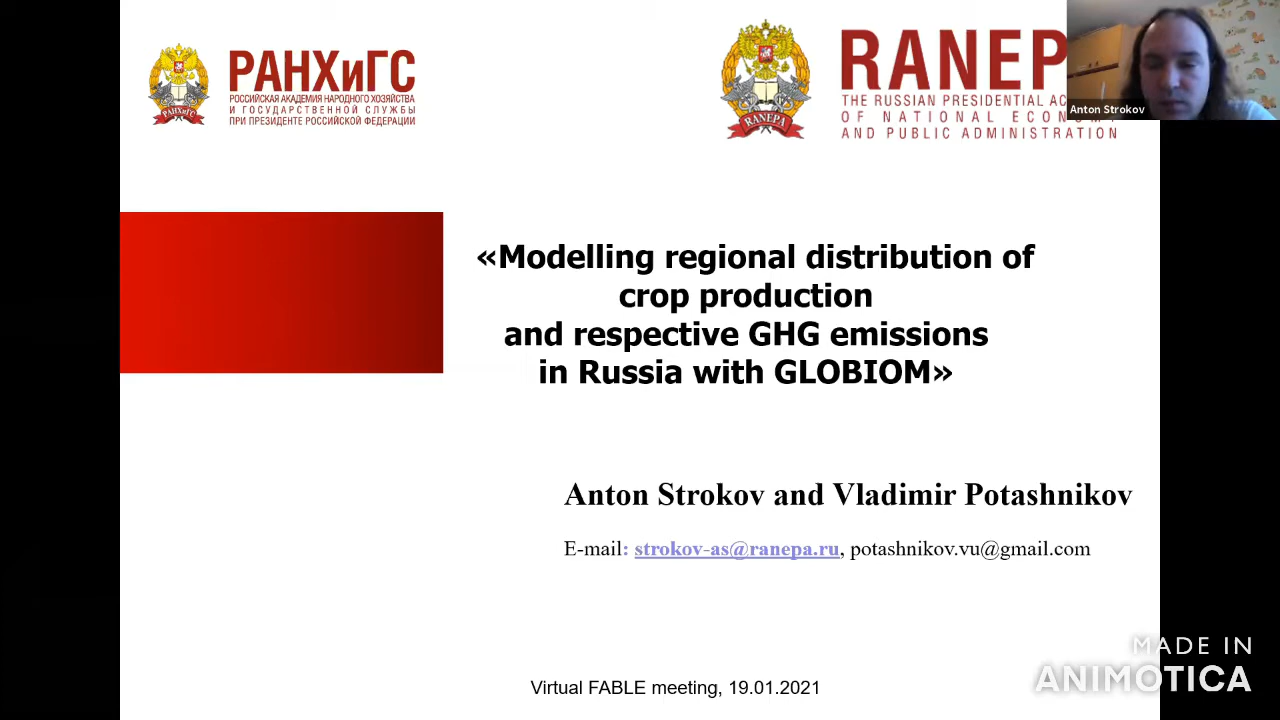 РАНХиГС
РОССИЙСКАЯ АКАДЕМИЯ НАРОДНОГО ХОЗЯЙСТВА
И ГОСУДАРСТВЕННОЙ СЛУЖБЫ
ПРИ ПРЕЗИДЕНТЕ РОССИЙСКОЙ ФЕДЕРАЦИИ
РАНХиГС
RANEPA
THE RUSSIAN PRESIDENTIAL
OF NATIONAL
AND PUBLIC ADMINISTRATION
RANEPA
Anton Strokov
«Modelling regional distribution of
crop production
and respective GHG emissions
in Russia with GLOBIOM»
Anton Strokov and Vladimir Potashnikov
E-mail: strokov-as@ranepa.ru, potashnikov.vu@gmail.com
Virtual FABLE meeting, 19.01.2021
MADE IN
ANIMOTICA